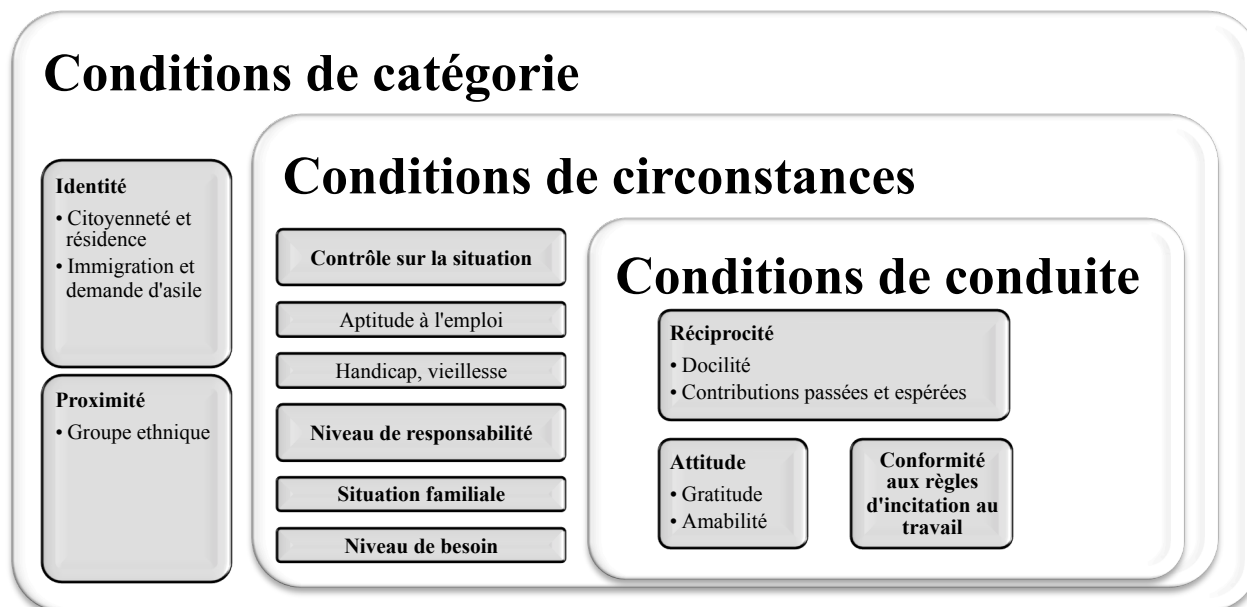 Conditions de catégorie
Identité
• Citoyenneté et
résidence
• Immigration et
demande d'asile
Proximité
• Groupe ethnique
Conditions de circonstances
Contrôle sur la situation
Aptitude à l'emploi
Handicap, vieillesse
Niveau de responsabilité
Situation familiale
Niveau de besoin
Conditions de conduite
Réciprocité
• Docilité
• Contributions passées et espérées
Attitude
• Gratitude
• Amabilité
Conformité
aux règles
d'incitation au
travail